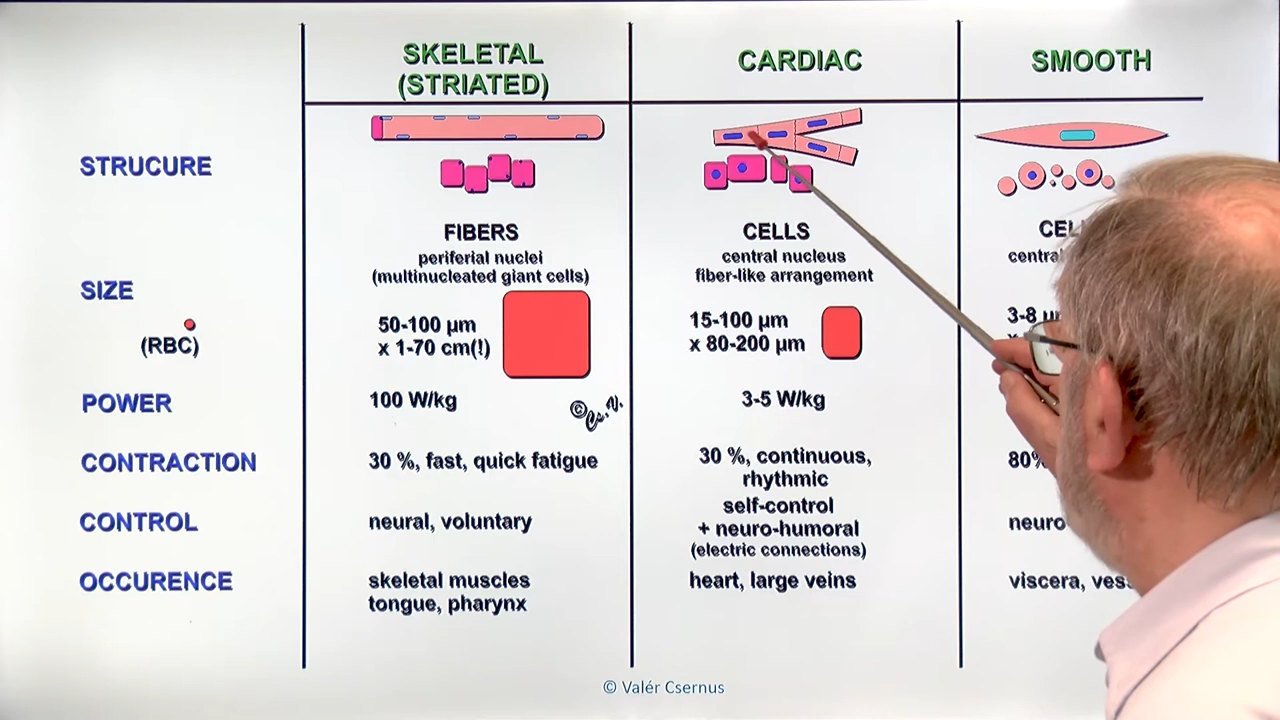 SKELETAL
(STRIATED)
CARDIAC
SMOOTH
STRUCURE
FIBERS
periferial nuclei
(multinucleated giant cells)
CELLS
central nucleus
fiber-like arrangement
SIZE
(RBC)
50-100 µm
x 1-70 cm(!)
15-100 µm
x 80-200 µm
3-8
x
POWER
100 W/kg
3-5 W/kg
© Cs.V.
CONTRACTION
30 %, fast, quick fatigue
30 %, continuous,
rhythmic
80%
CONTROL
neural, voluntary
self-control
+ neuro-humoral
(electric connections)
neuro
OCCURENCE
skeletal muscles
tongue, pharynx
heart, large veins
viscera,
© Valér Csernus